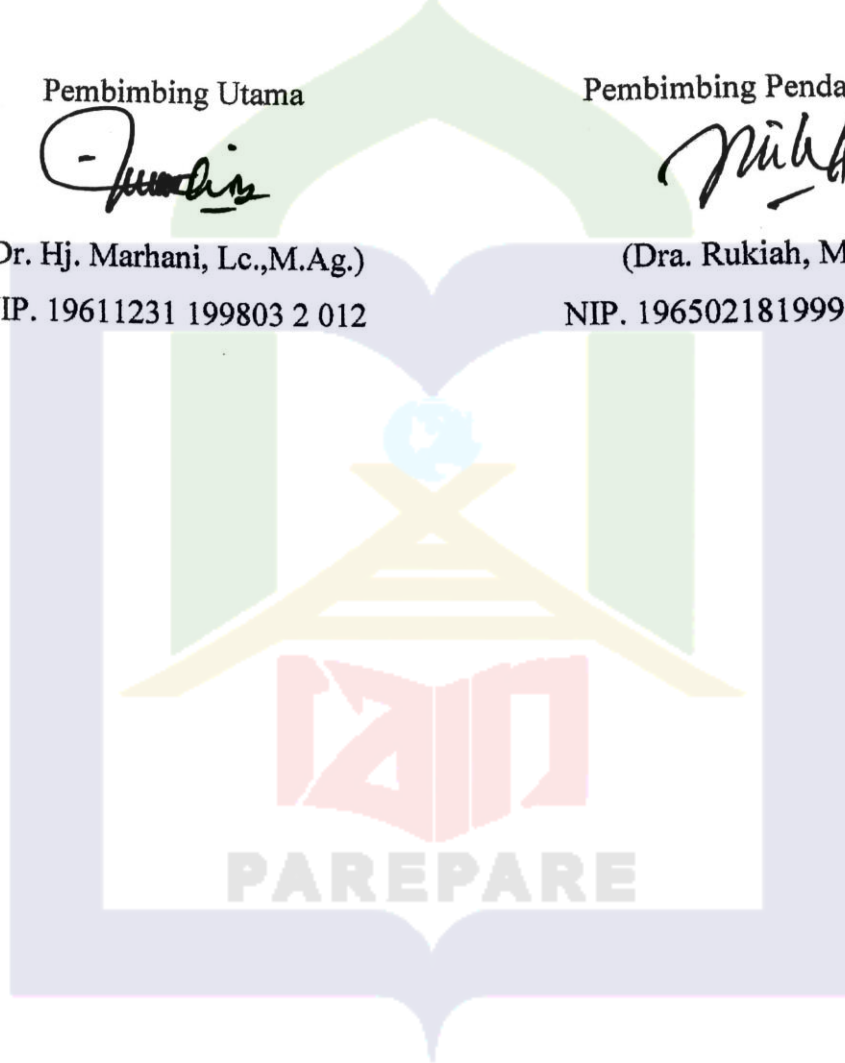 Pembimbing Utama
Pembimbing Penda
Dr. Hj. Marhani, Lc.,M.Ag.)
(Dra. Rukiah, M
IP. 19611231 199803 2 012
NIP. 196502181999
iain
PAREPARE